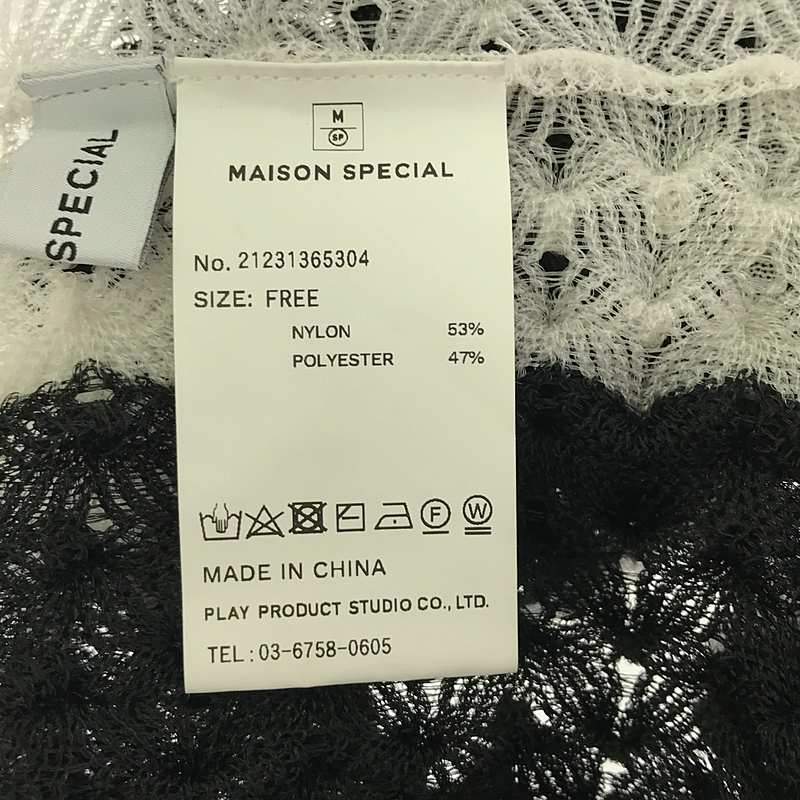 SPECIAL
M
SP
MAISON SPECIAL
No. 21231365304
SIZE: FREE
NYLON 53%
POLYESTER 47%
F W
MADE IN CHINA
PLAY PRODUCT STUDIO CO., LTD.
TEL : 03-6758-0605